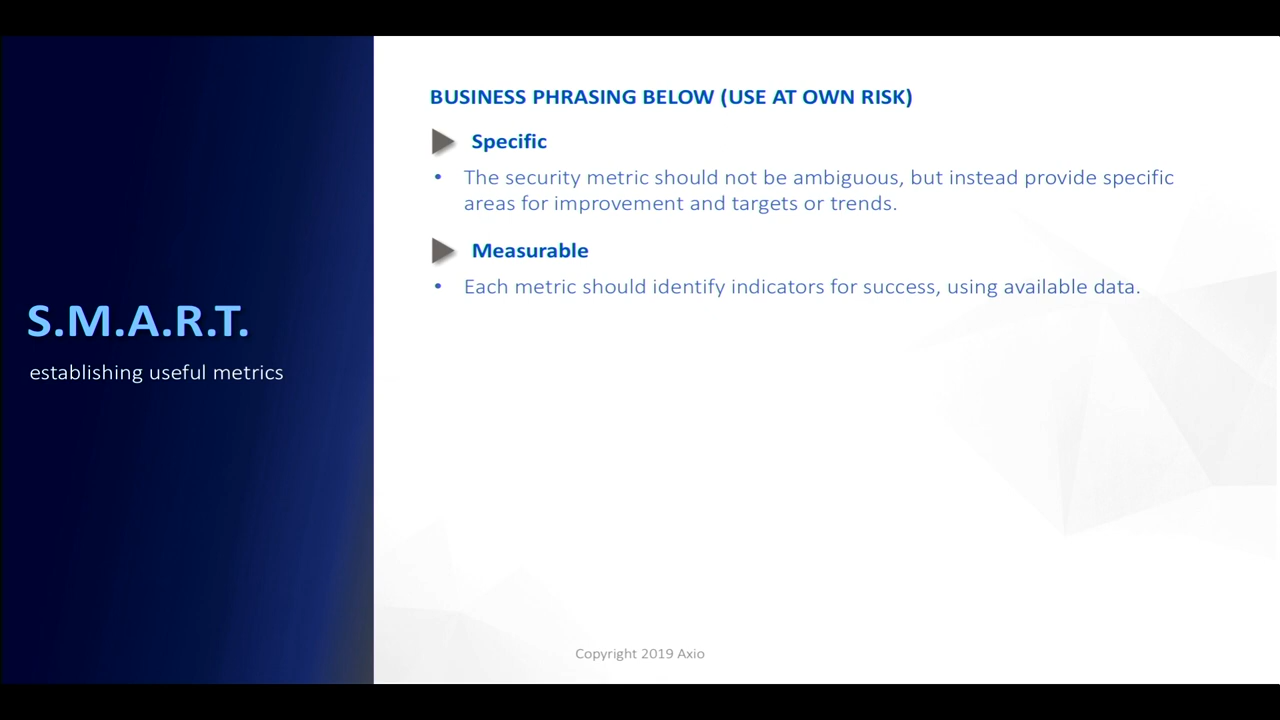 S.M.A.R.T.
establishing useful metrics
BUSINESS PHRASING BELOW (USE AT OWN RISK)
Specific
• The security metric should not be ambiguous, but instead provide specific
areas for improvement and targets or trends.
Measurable
• Each metric should identify indicators for success, using available data.
Copyright 2019 Axio